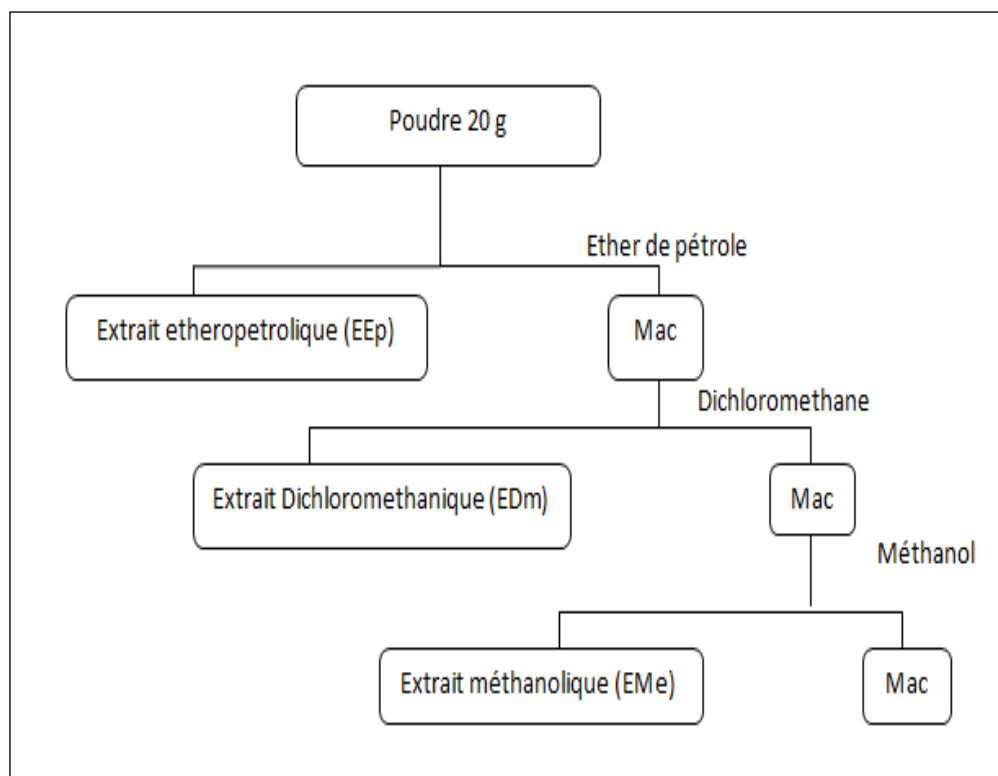 Poudre 20 g
Ether de pétrole
Extrait etheropetrolique (EEp)
Mac
Dichloromethane
Extrait Dichloromethanique (EDm)
Mac
Méthanol
Extrait méthanolique (EMe)
Mac